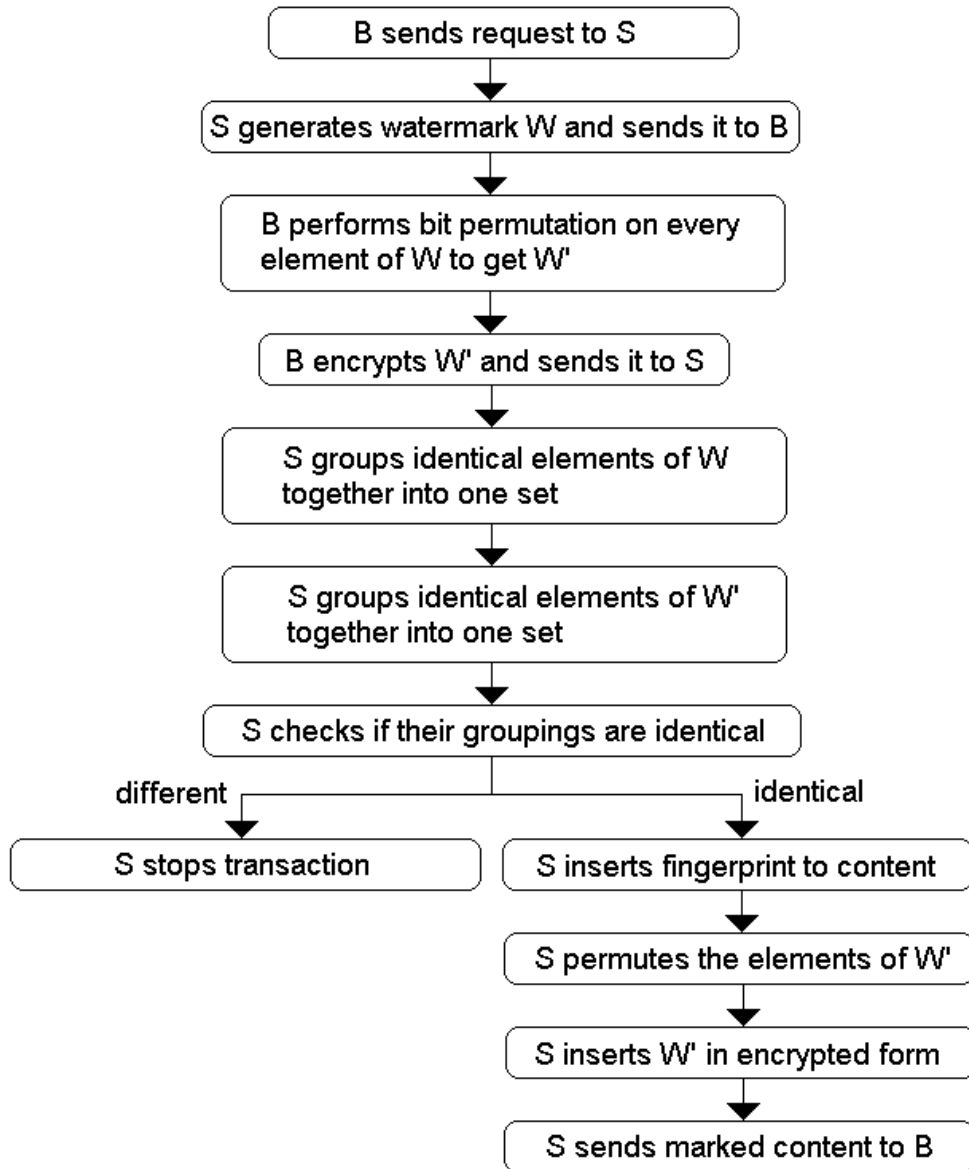 B sends request to S
S generates watermark W and sends it to B
B performs bit permutation on every
element of W to get W'
B encrypts W' and sends it to S
S groups identical elements of W
together into one set
S groups identical elements of W'
together into one set
S checks if their groupings are identical
different
identical
S stops transaction
S inserts fingerprint to content
S permutes the elements of W'
S inserts W' in encrypted form
S sends marked content to B